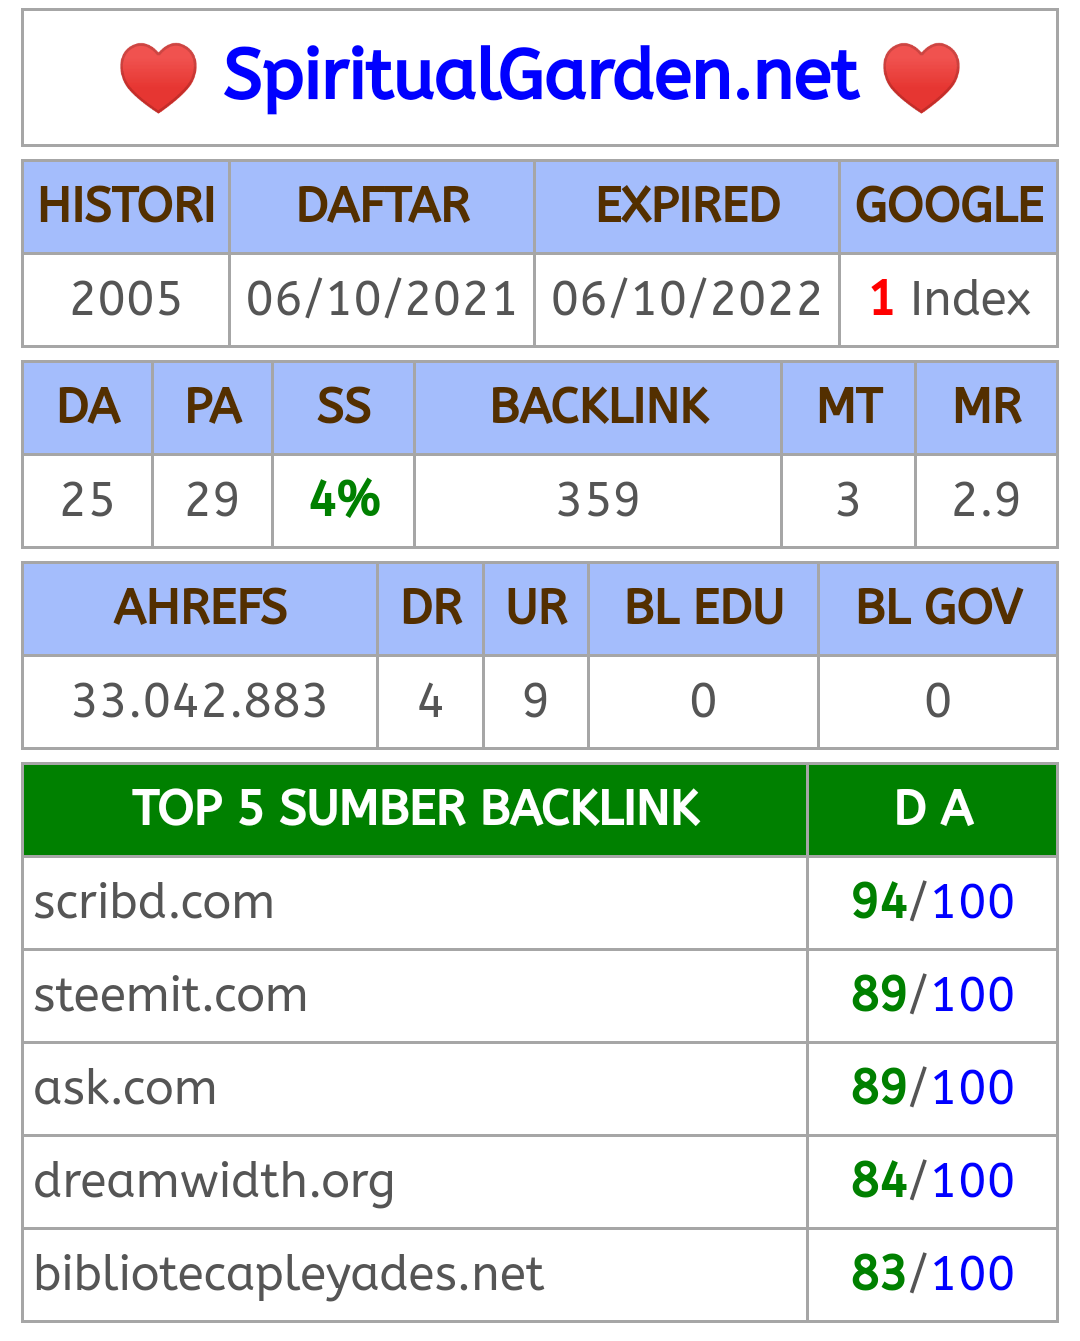 SpiritualGarden.net
HISTORI DAFTAR EXPIRED GOOGLE
2005 06/10/2021 06/10/2022 1 Index
DA PA SS BACKLINK MT MR
25 29 4% 359 3 2.9
AHREFS DR UR BL EDU BL GOV
33.042.883 4 9 0 0
TOP 5 SUMBER BACKLINK D A
scribd.com 94/100
steemit.com 89/100
ask.com 89/100
dreamwidth.org 84/100
bibliotecapleyades.net 83/100